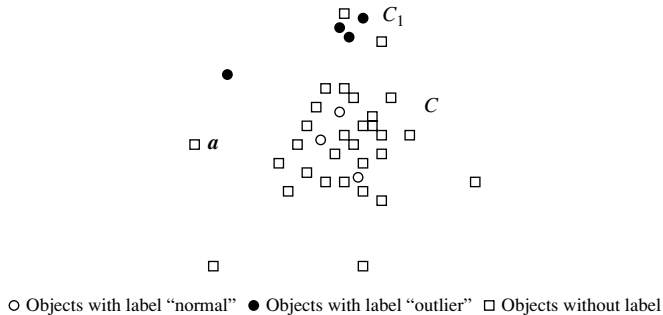 C1
C
a
Objects with label “normal” Objects with label “outlier” Objects without label